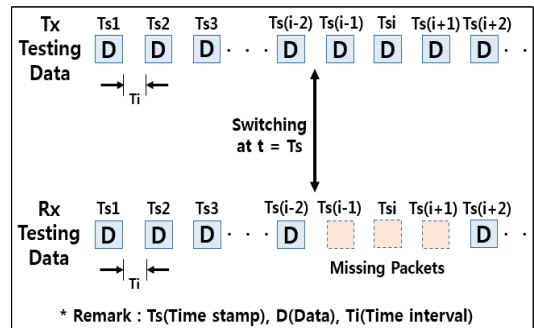 Tx Testing Data
Ts1 Ts2 Ts3 Ts(i-2) Ts(i-1) Tsi Ts(i+1) Ts(i+2)
D D D · · · D D D D D · ·
Ti
Switching at t = Ts
Rx Testing Data
Ts1 Ts2 Ts3 Ts(i-2) Ts(i-1) Tsi Ts(i+1) Ts(i+2)
D D D · · · D D · ·
Ti
Missing Packets
* Remark : Ts(Time stamp), D(Data), Ti(Time interval)